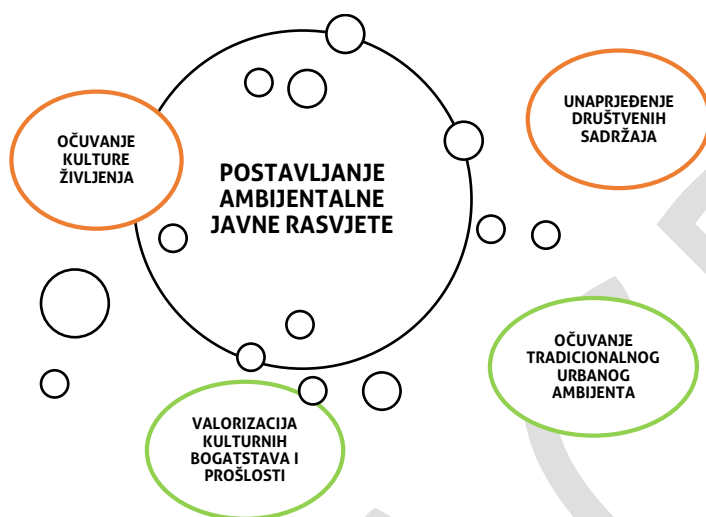 OČUVANJE
KULTURE
ŽIVLJENJA
POSTAVLJANJE
AMBIJENTALNE
JAVNE RASVJETE
UNAPRJEĐENJE
DRUŠTVENIH
SADRŽAJA
OČUVANJE
TRADICIONALNOG
URBANOG
AMBIJENTA
VALORIZACIJA
KULTURNIH
BOGATSTAVA I
PROŠLOSTI